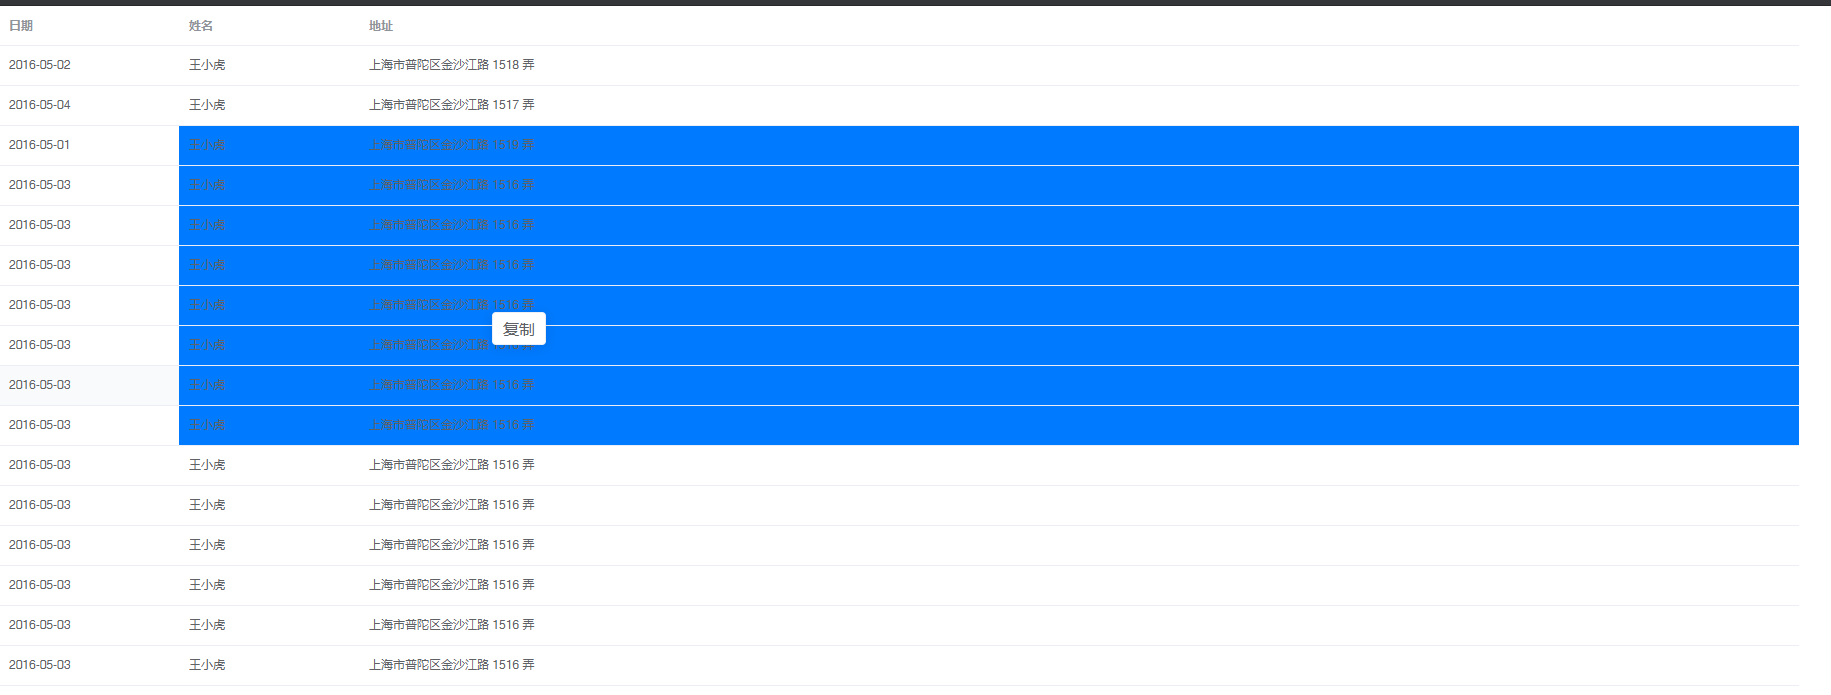 日期 姓名 地址
2016-05-02 王小虎 上海市普陀区金沙江路 1518 弄
2016-05-04 王小虎 上海市普陀区金沙江路 1517 弄
2016-05-01 王小虎 上海市普陀区金沙江路 1519 弄
2016-05-03 王小虎 上海市普陀区金沙江路 1516 弄
2016-05-03 王小虎 上海市普陀区金沙江路 1516 弄
2016-05-03 王小虎 上海市普陀区金沙江路 1516 弄
2016-05-03 王小虎 上海市普陀区金沙江路 1516 弄
复制
2016-05-03 王小虎 上海市普陀区金沙江路
2016-05-03 王小虎 上海市普陀区金沙江路 1516 弄
2016-05-03 王小虎 上海市普陀区金沙江路 1516 弄
2016-05-03 王小虎 上海市普陀区金沙江路 1516 弄
2016-05-03 王小虎 上海市普陀区金沙江路 1516 弄
2016-05-03 王小虎 上海市普陀区金沙江路 1516 弄
2016-05-03 王小虎 上海市普陀区金沙江路 1516 弄
2016-05-03 王小虎 上海市普陀区金沙江路 1516 弄
2016-05-03 王小虎 上海市普陀区金沙江路 1516 弄